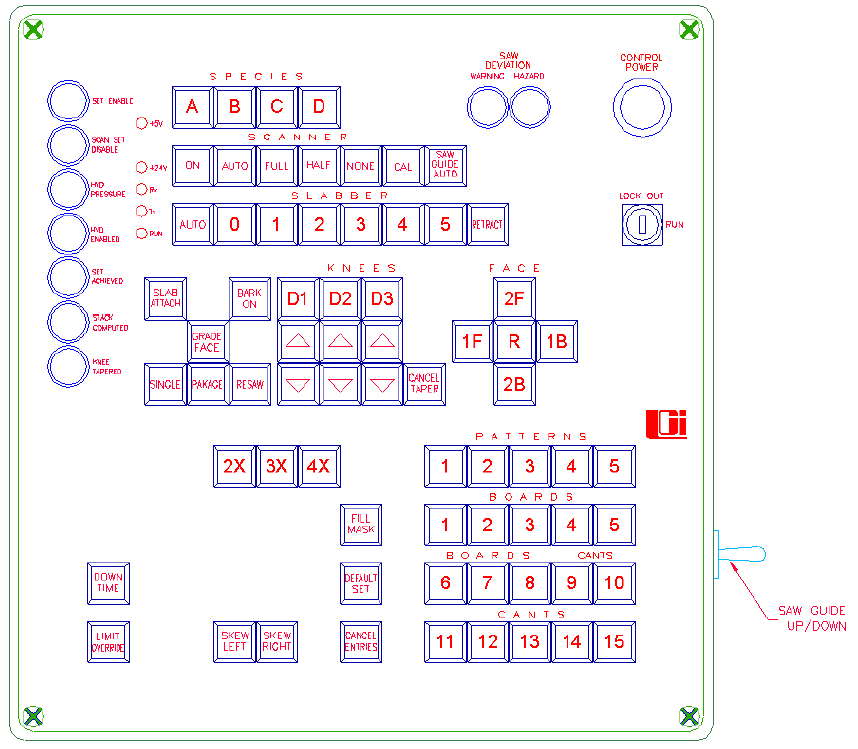 SPECIES
A B C D
SAW
DEVIATION
WARNING HAZARD
CONTROL
POWER
SET ENABLE
+5V
SCAN SET
DISABLE
SCANNER
ON AUTO FULL HALF NONE CAL SAW GUIDE AUTO
+24V
HYD
PRESSURE
SLABBER
AUTO 0 1 2 3 4 5 RETRACT
LOCK OUT
RUN
HYD
ENABLED
RUN
SET
ACHIEVED
STACK
COMPUTED
KNEE
TAPERED
SLAB
ATTACH
BARK
ON
GRADE
FACE
SINGLE PAKAGE RESAW
KNEES
D1 D2 D3
CANCEL
TAPER
FACE
2F
1F R 1B
2B
LGi
PATTERNS
2X 3X 4X
1 2 3 4 5
BOARDS
FILL
MASK
1 2 3 4 5
BOARDS CANTS
DOWN
TIME
DEFAULT
SET
6 7 8 9 10
CANTS
LIMIT
OVERRIDE
SKEW
LEFT
SKEW
RIGHT
CANCEL
ENTRIES
11 12 13 14 15
SAW GUIDE
UP/DOWN